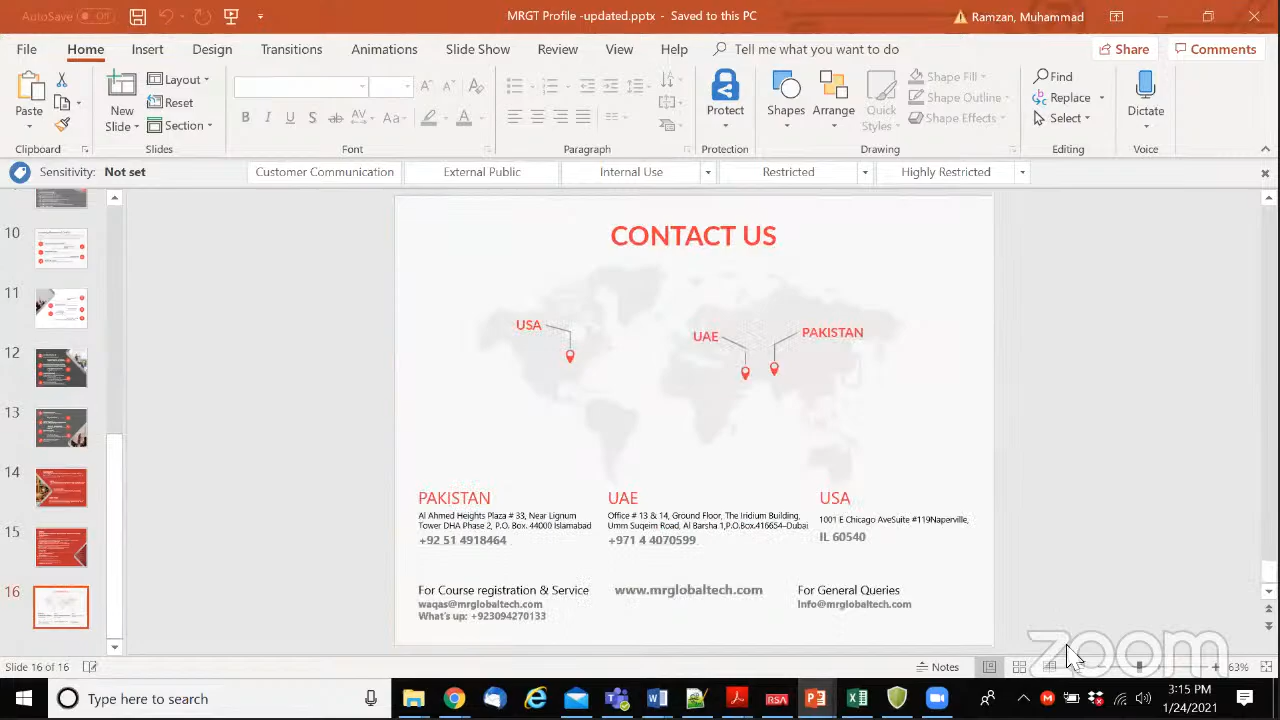 AutoSave Off
MRGT Profile -updated.pptx - Saved to this PC
Ramzan, Muhammad
File Home Insert Design Transitions Animations Slide Show Review View Help Tell me what you want to do Share Comments
Paste
New
Slide
Layout
Reset
Section
Protect
Shapes
Arrange
Quick
Styles
Shape Fill
Shape Outline
Shape Effects
Find
Replace
Select
Dictate
Clipboard Slides Font Paragraph Protection Drawing Editing Voice
Sensitivity: Not set Customer Communication External Public Internal Use Restricted Highly Restricted
10
11
12
13
14
15
16
CONTACT US
USA
UAE
PAKISTAN
PAKISTAN
Al Ahmed Heights Plaza # 33, Near Lignum
Tower DHA Phase 2, P.O. Box. 44000 Islamabad
+92 51 4918464
UAE
Office # 13 & 14, Ground Floor, The Iridium Building,
Umm Suqeim Road, Al Barsha 1,P.O.Box.416654-Dubai
+971 4 4070599
USA
1001 E Chicago AveSuite #119Naperville,
IL 60540
For Course registration & Service
waqas@mrglobaltech.com
What's up: +923094270133
www.mrglobaltech.com
For General Queries
Info@mrglobaltech.com
zoom
Slide 16 of 16
Notes
63%
Type here to search
RSA
:15 PM
1/24/2021